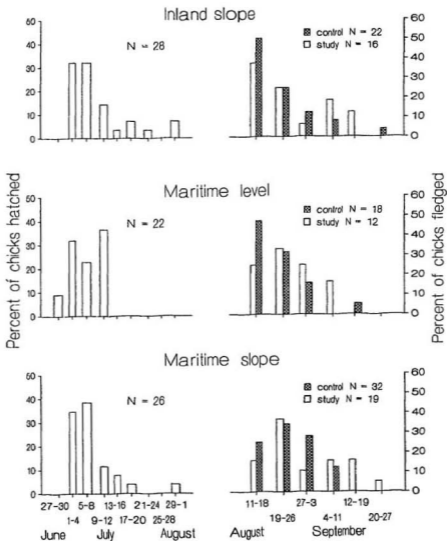 Inland slope
N = 28
control N = 22
study N = 16
60
50
40
30
20
10
0
60
50
40
30
20
10
0
Percent of chicks hatched
Percent of chicks fledged
Maritime level
N = 22
control N = 18
study N = 12
60
50
40
30
20
10
0
60
50
40
30
20
10
0
Maritime slope
N = 26
control N = 32
study N = 19
50
40
30
20
10
0
60
50
40
30
20
10
0
27-30 5-8 13-16 21-24 29-1
1-4 9-12 17-20 25-28
June July August
11-18 27-3 12-19
19-26 4-11 20-27
August September